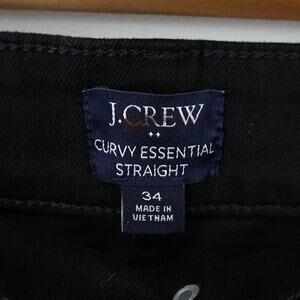 J.CREW
CURVY ESSENTIAL
STRAIGHT
34
MADE IN
VIETNAM